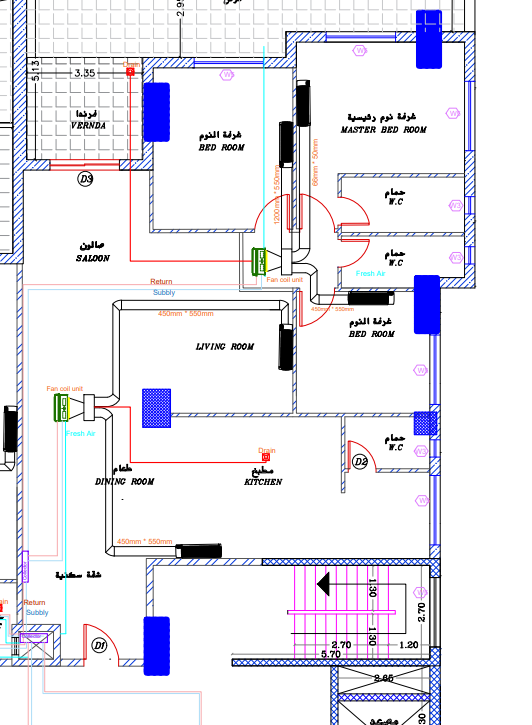 2.95
Drain
3.35
5.13
فرندا
VERNDA
D3
غرفة النوم
BED ROOM
غرفة نوم رئيسية
MASTER BED ROOM
1200mm * 550mm
حمام
W.C
W3
صالون
SALOON
حمام
W.C
W3
Fan coil unit
Fresh Air
Return
Subbly
450mm * 550mm
450mm * 550mm
غرفة النوم
BED ROOM
LIVING ROOM
Fan coil unit
Fresh Air
حمام
W.C
D2
Drain
طعام
DINING ROOM
مطبخ
KITCHEN
450mm * 550mm
شقة سكنية
Return
Subbly
D1
1.30
2.70
1.30
2.70
1.20
5.70
2.65
مصعد